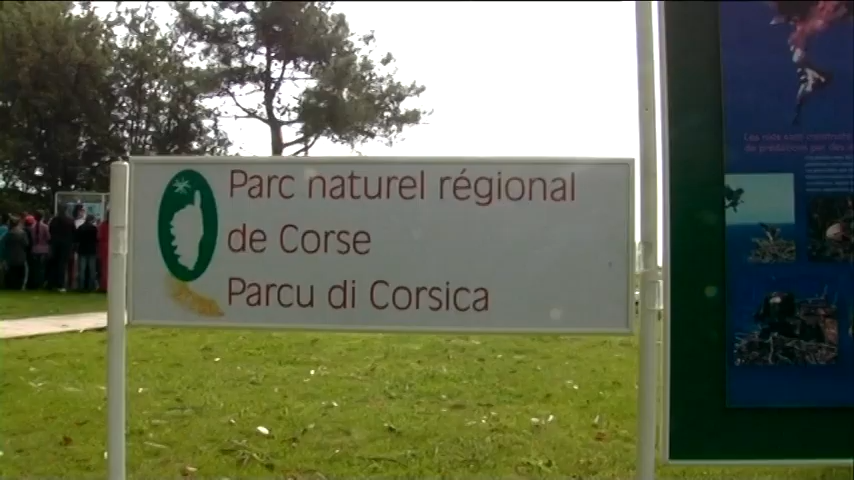 Parc naturel régional
de Corse
Parcu di Corsica